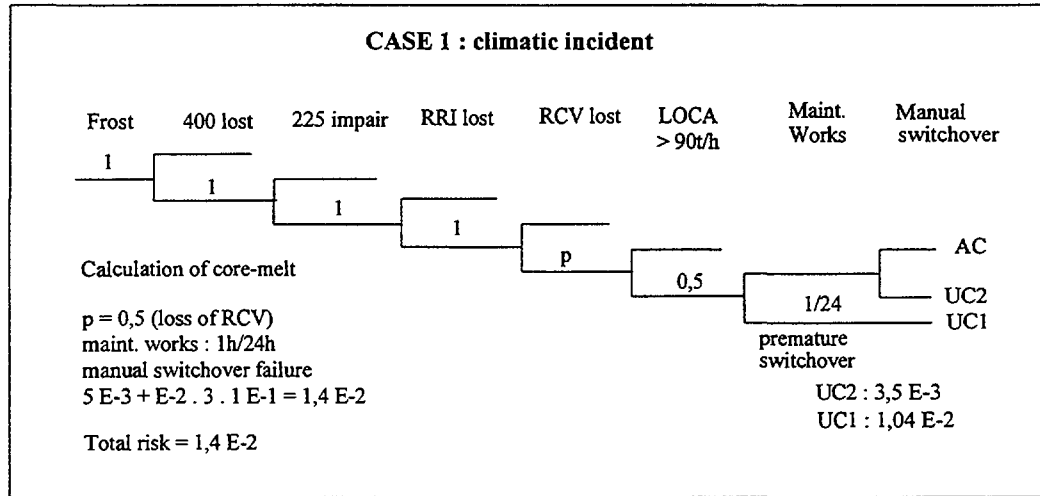 CASE 1 : climatic incident
Frost 400 lost 225 impair RRI lost RCV lost LOCA > 90t/h Maint. Works Manual switchover
1
1
1
1
p
0,5
1/24
AC
UC2
UC1
premature
switchover
Calculation of core-melt
p = 0,5 (loss of RCV)
maint. works : 1h/24h
manual switchover failure
5 E-3 + E-2 . 3 . 1 E-1 = 1,4 E-2
Total risk = 1,4 E-2
UC2 : 3,5 E-3
UC1 : 1,04 E-2